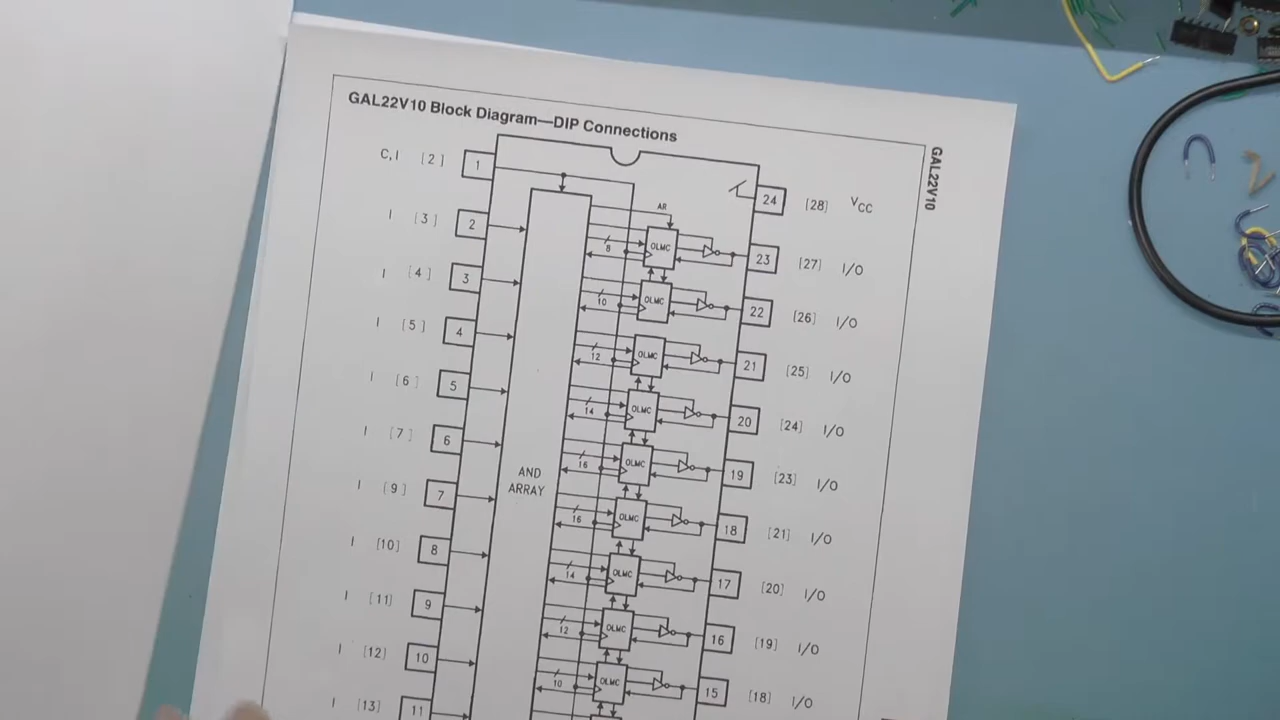 GAL22V10 Block Diagram—DIP Connections
GAL22V10
C,I [2] 1
24 [28] VCC
AR
I [3] 2
8 OLMC 23 [27] I/O
I [4] 3
10 OLMC 22 [26] I/O
I [5] 4
12 OLMC 21 [25] I/O
I [6] 5
14 OLMC 20 [24] I/O
I [7] 6
16 OLMC 19 [23] I/O
AND
ARRAY
I [9] 7
16 OLMC 18 [21] I/O
I [10] 8
14 OLMC 17 [20] I/O
I [11] 9
12 OLMC 16 [19] I/O
I [12] 10
10 OLMC 15 [18] I/O
I [13] 11